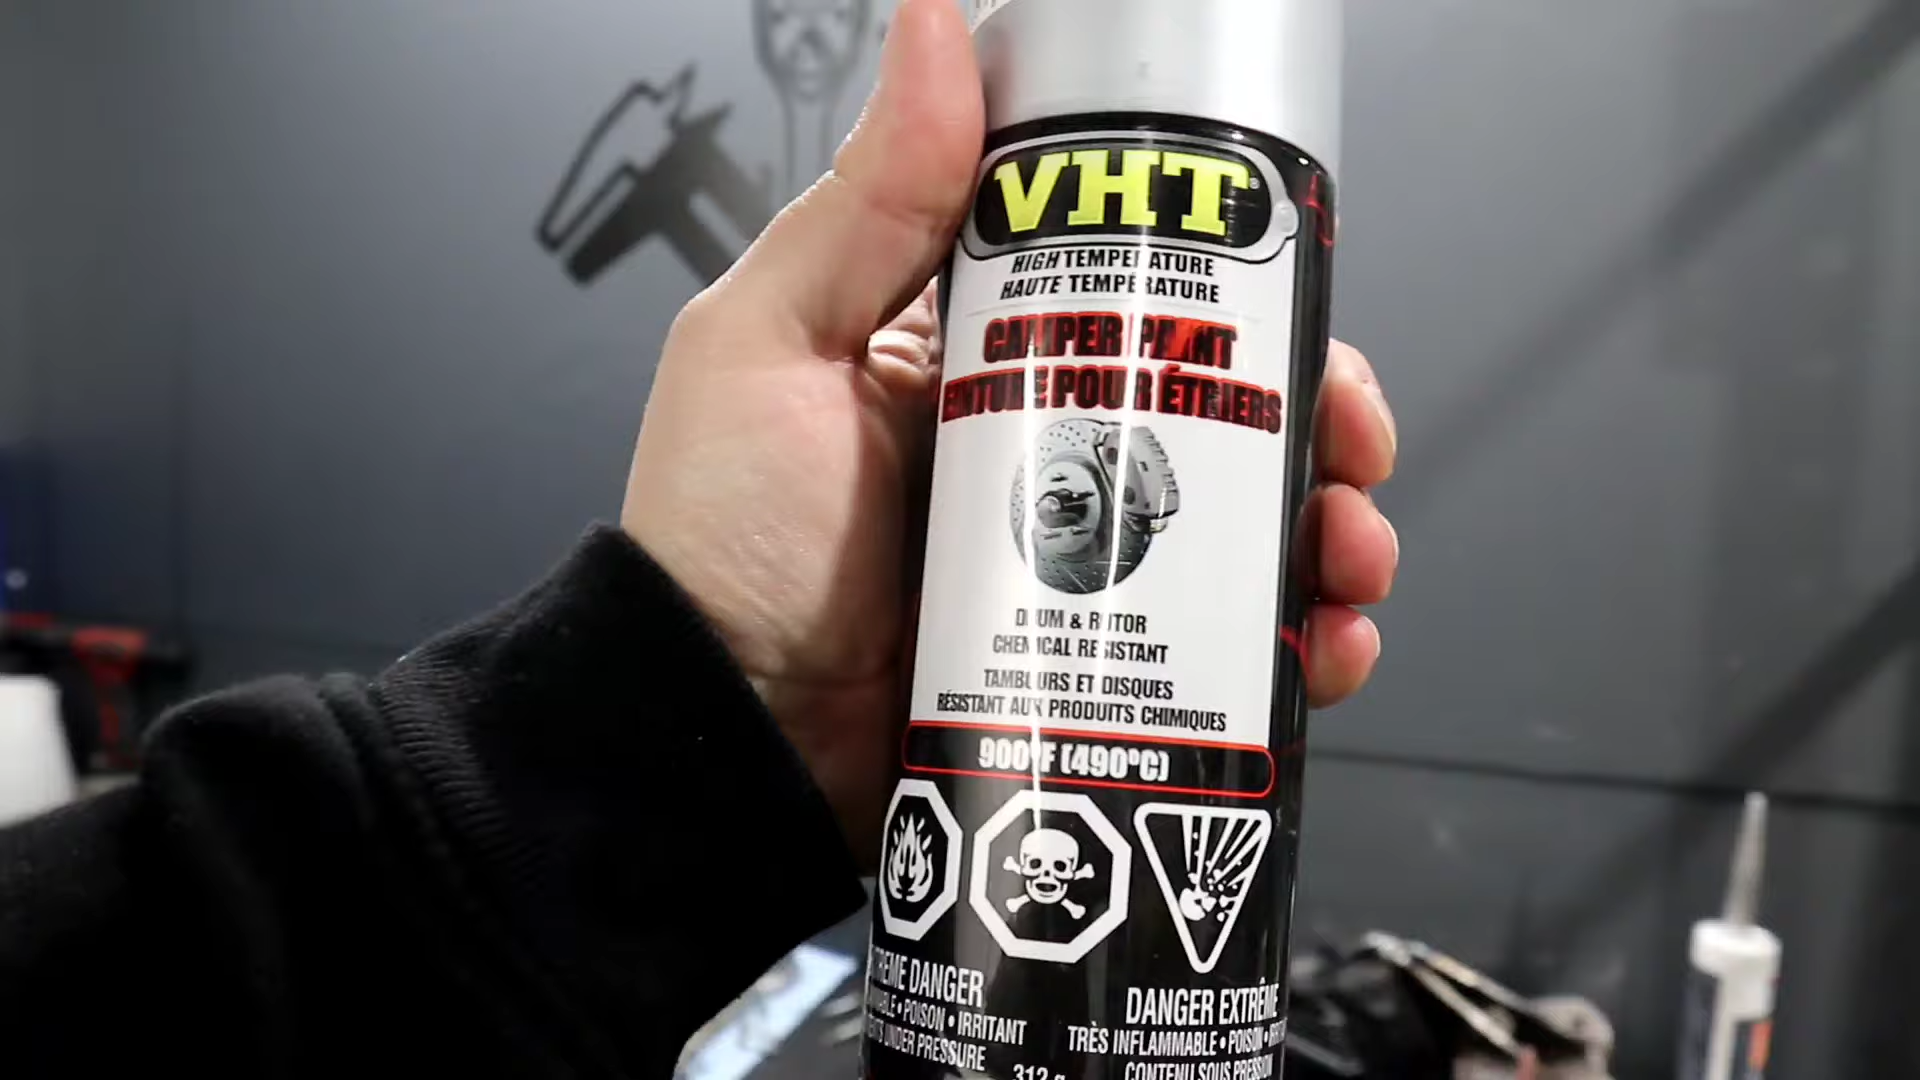 VHT®
HIGH TEMPERATURE
HAUTE TEMPÉRATURE
CALIPER PAINT
PEINTURE POUR ÉTRIERS
DRUM & ROTOR
CHEMICAL RESISTANT
TAMBOURS ET DISQUES
RÉSISTANT AUX PRODUITS CHIMIQUES
900°F (490°C)
EXTREME DANGER
POISON • IRRITANT
UNDER PRESSURE
DANGER EXTRÊME
TRÈS INFLAMMABLE • POISON •
CONTENU SOUS PRESSION
312 g